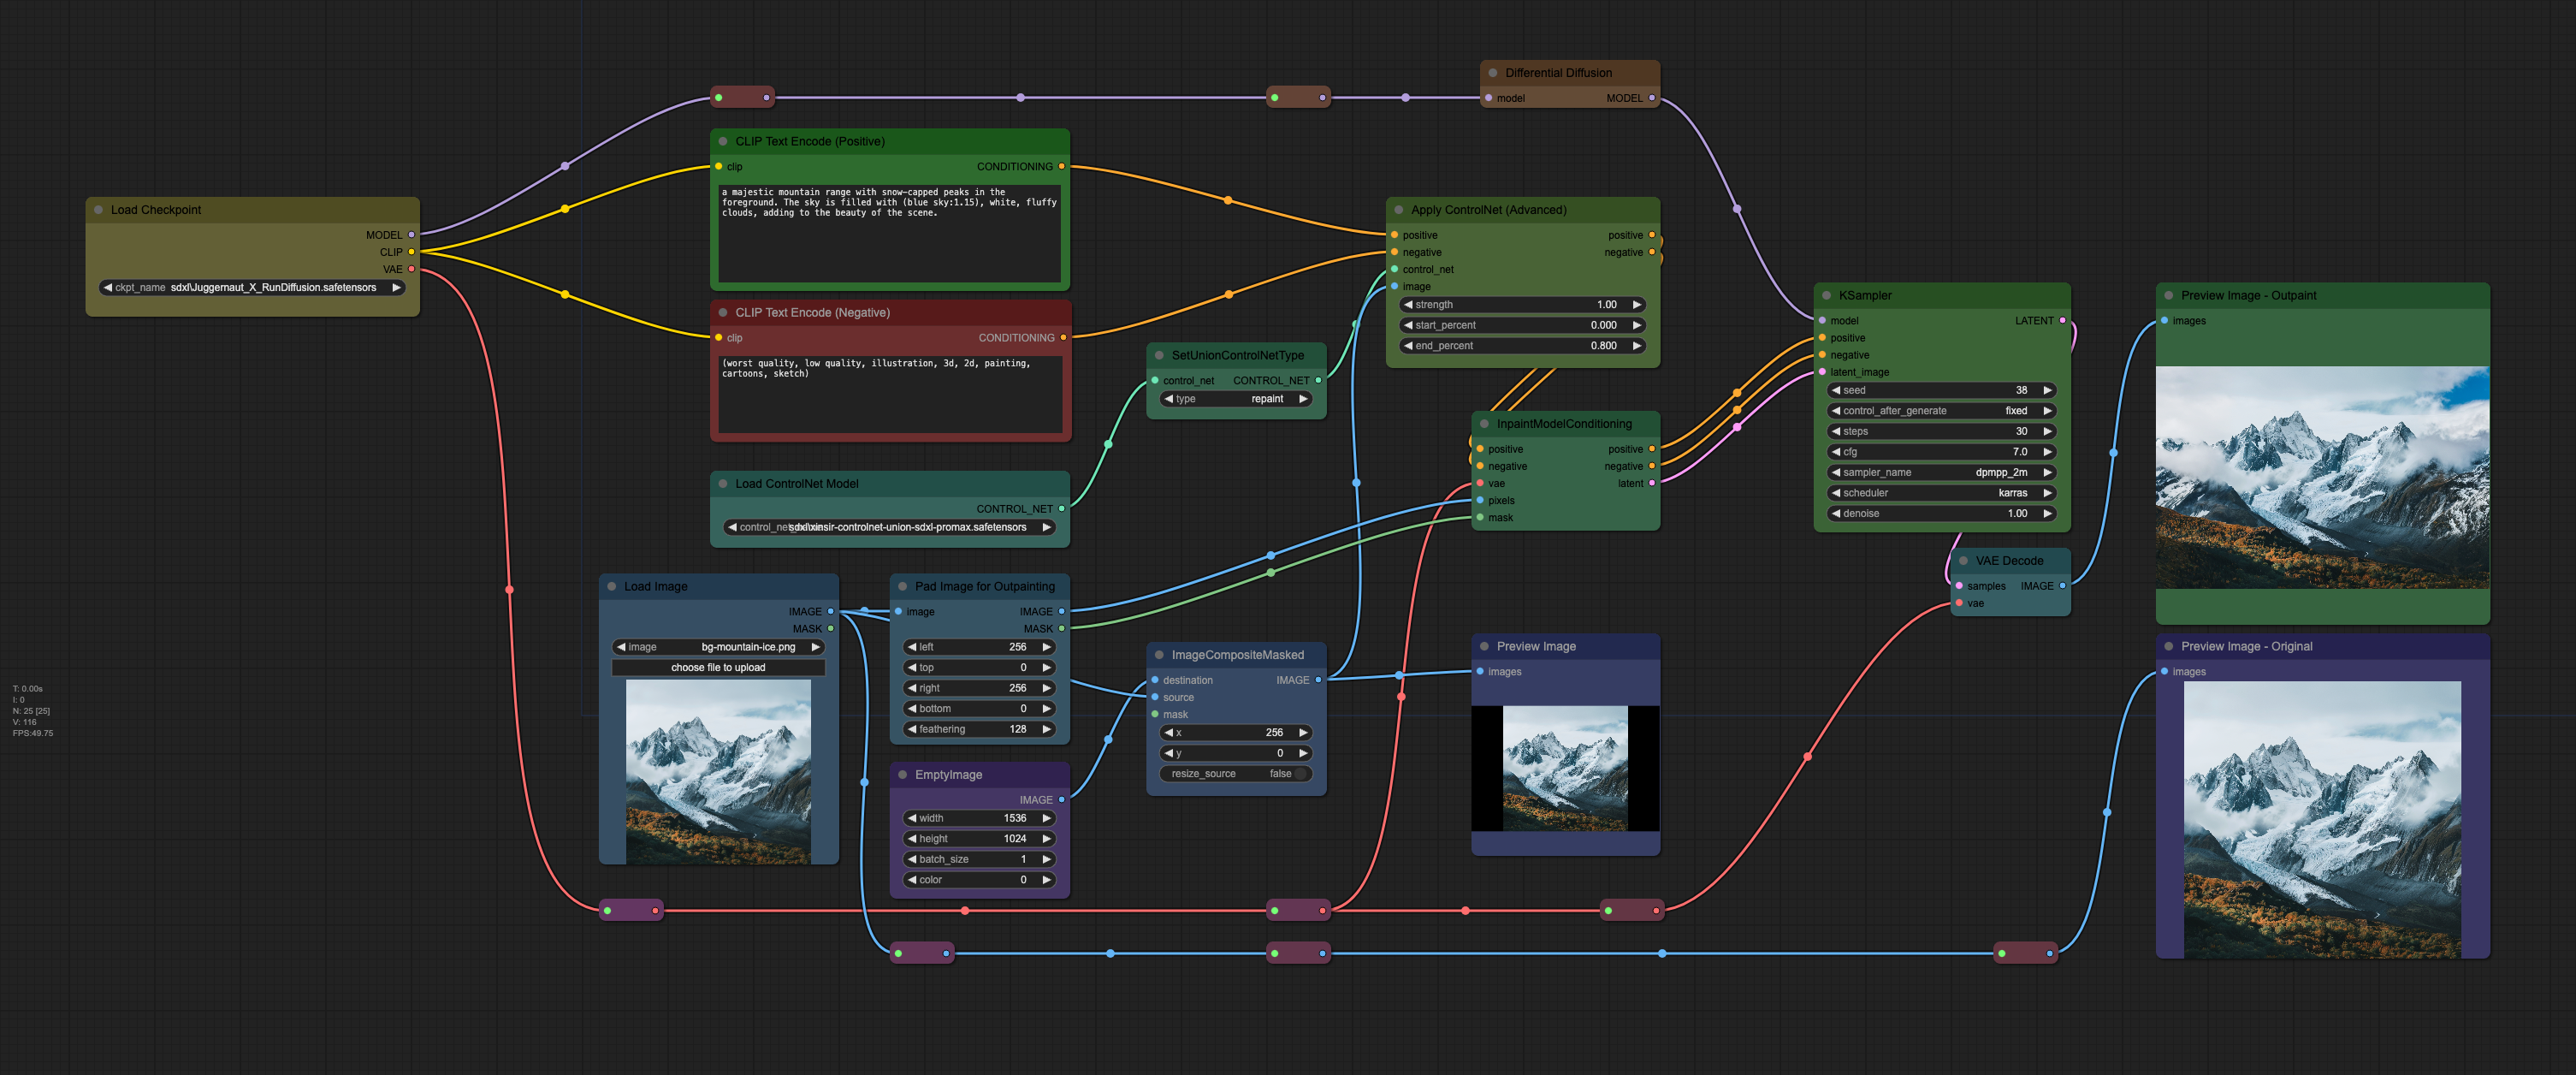 Differential Diffusion
model MODEL
CLIP Text Encode (Positive)
clip CONDITIONING
a majestic mountain range with snow-capped peaks in the
foreground. The sky is filled with (blue sky:1.15), white, fluffy
clouds, adding to the beauty of the scene.
Load Checkpoint
MODEL
CLIP
VAE
ckpt_name sdxl\Juggernaut_X_RunDiffusion.safetensors
Apply ControlNet (Advanced)
positive positive
negative negative
control_net
image
strength 1.00
start_percent 0.000
end_percent 0.800
CLIP Text Encode (Negative)
clip CONDITIONING
(worst quality, low quality, illustration, 3d, 2d, painting,
cartoons, sketch)
SetUnionControlNetType
control_net CONTROL_NET
type repaint
KSampler
model LATENT
positive
negative
latent_image
seed 38
control_after_generate fixed
steps 30
cfg 7.0
sampler_name dpmpp_2m
scheduler karras
denoise 1.00
Preview Image - Outpaint
images
InpaintModelConditioning
positive positive
negative negative
vae latent
pixels
mask
Load ControlNet Model
CONTROL_NET
sdxl\xinsir-controlnet-union-sdxl-promax.safetensors
VAE Decode
samples IMAGE
vae
Load Image
IMAGE
MASK
image bg-mountain-ice.png
choose file to upload
Pad Image for Outpainting
image IMAGE
MASK
left 256
top 0
right 256
bottom 0
feathering 128
ImageCompositeMasked
destination IMAGE
source
mask
x 256
y 0
resize_source false
Preview Image
images
Preview Image - Original
images
T: 0.00s
I: 0
N: 25 [25]
V: 116
FPS:49.75
EmptyImage
IMAGE
width 1536
height 1024
batch_size 1
color 0